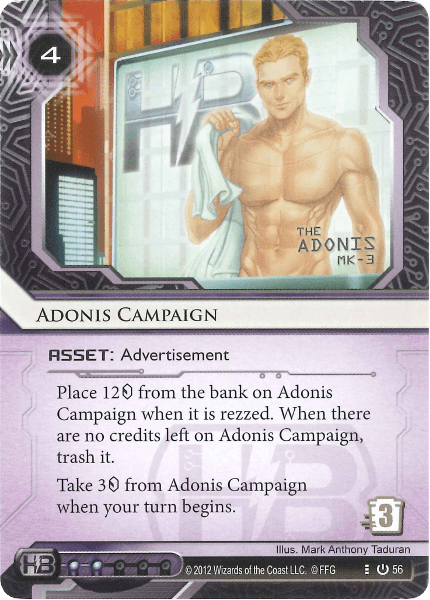 4
HB
THE
ADONIS
MK-3
ADONIS CAMPAIGN
ASSET: Advertisement
Place 12 from the bank on Adonis
Campaign when it is rezzed. When there
are no credits left on Adonis Campaign,
trash it.
Take 3 from Adonis Campaign
when your turn begins.
3
Illus. Mark Anthony Taduran
HB
© 2012 Wizards of the Coast LLC. © FFG
56